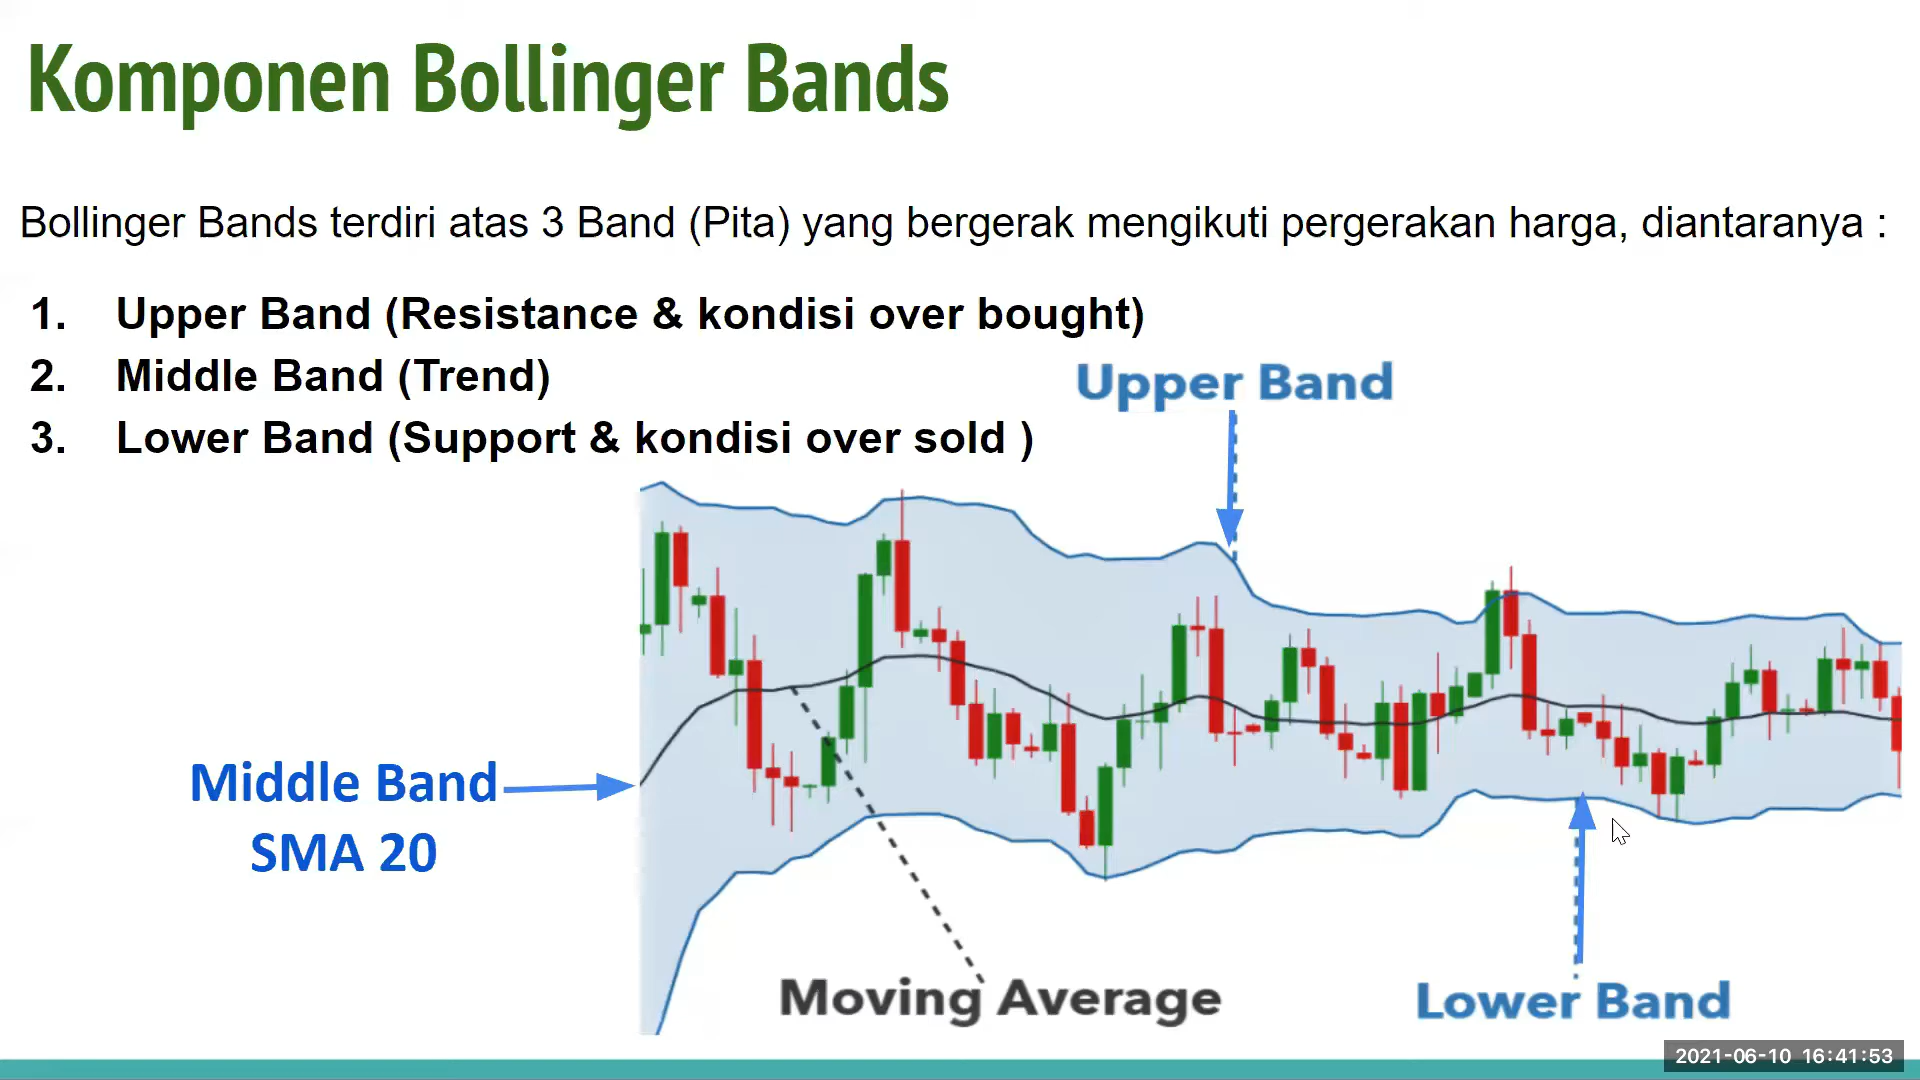 Komponen Bollinger Bands
Bollinger Bands terdiri atas 3 Band (Pita) yang bergerak mengikuti pergerakan harga, diantaranya :
1. Upper Band (Resistance & kondisi over bought)
2. Middle Band (Trend)
3. Lower Band (Support & kondisi over sold )
Upper Band
Middle Band
SMA 20
Moving Average
Lower Band
2021-06-10 16:41:53